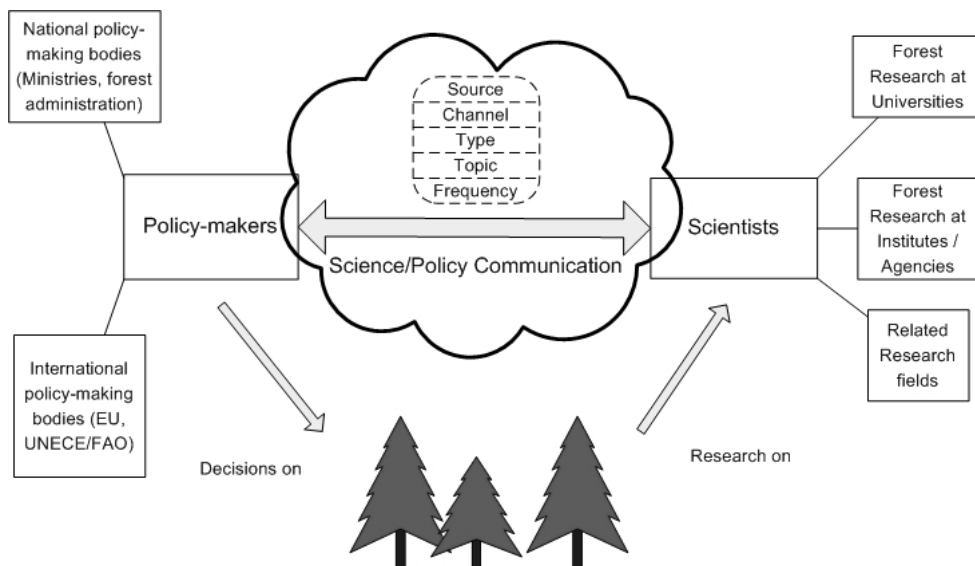 National policy-
making bodies
(Ministries, forest
administration)
Policy-makers
International
policy-making
bodies (EU,
UNECE/FAO)
Source
Channel
Type
Topic
Frequency
Science/Policy Communication
Scientists
Forest
Research at
Universities
Forest
Research at
Institutes /
Agencies
Related
Research
fields
Decisions on
Research on